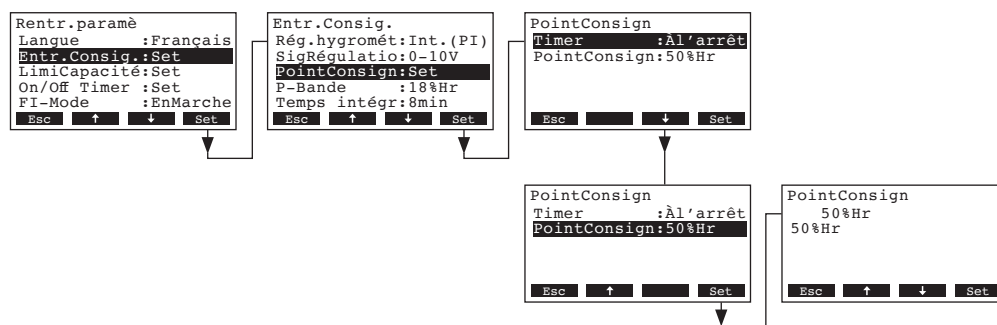 Rentr.paramè
Langue :Français
Entr.Consig.:Set
LimiCapacité:Set
On/Off Timer :Set
FI-Mode :EnMarche
Esc ↑ ↓ Set
Entr.Consig.
Rég.hygromét:Int.(PI)
SigRégulatio:0-10V
PointConsign:Set
P-Bande :18%Hr
Temps intégr:8min
Esc ↑ ↓ Set
PointConsign
Timer :Àl'arrêt
PointConsign:50%Hr
Esc ↓ Set
PointConsign
Timer :Àl'arrêt
PointConsign:50%Hr
Esc ↑ Set
PointConsign
50%Hr
50%Hr
Esc ↑ ↓ Set